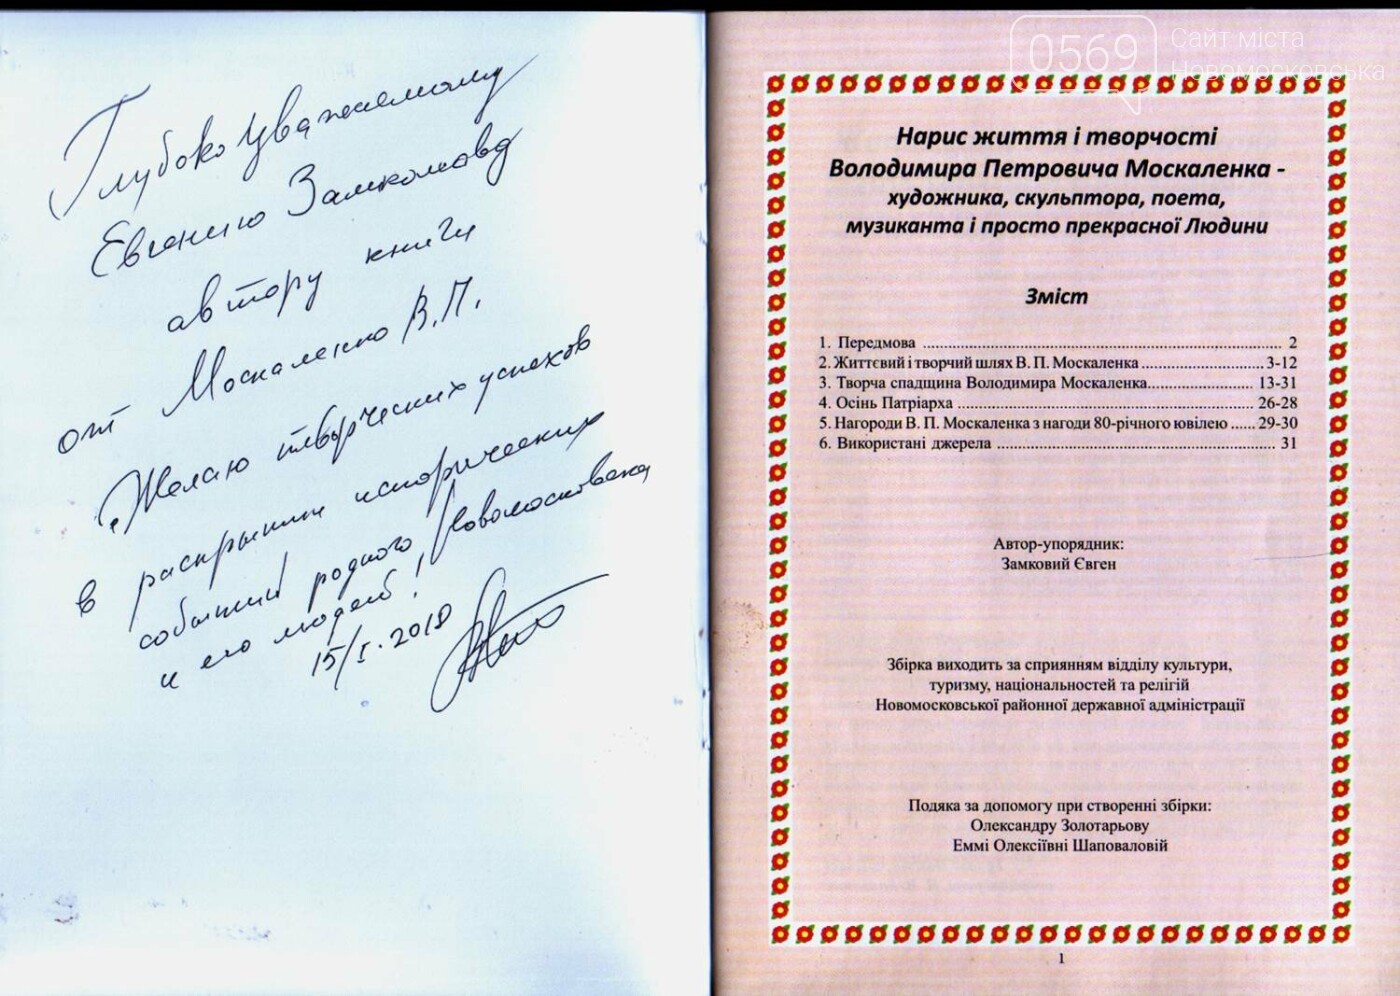 Глубокоуважаемому
Евгению Замковому
автору книги
от Москаленко В.П.
Желаю творческих успехов
в раскрытии исторических
событий родного Новомосковска
и его людей!
15/I.2018
0569
Сайт міста
Новомосковська
Нарис життя і творчості
Володимира Петровича Москаленка -
художника, скульптора, поета,
музиканта і просто прекрасної Людини
Зміст
1. Передмова ............ 2
2. Життєвий і творчий шлях В. П. Москаленка ............ 3-12
3. Творча спадщина Володимира Москаленка............ 13-31
4. Осінь Патріарха ............ 26-28
5. Нагороди В. П. Москаленка з нагоди 80-річного ювілею ...... 29-30
6. Використані джерела ............ 31
Автор-упорядник:
Замковий Євген
Збірка виходить за сприянням відділу культури,
туризму, національностей та релігій
Новомосковської районної державної адміністрації
Подяка за допомогу при створенні збірки:
Олександру Золотарьову
Еммі Олексіївні Шаповаловій
1